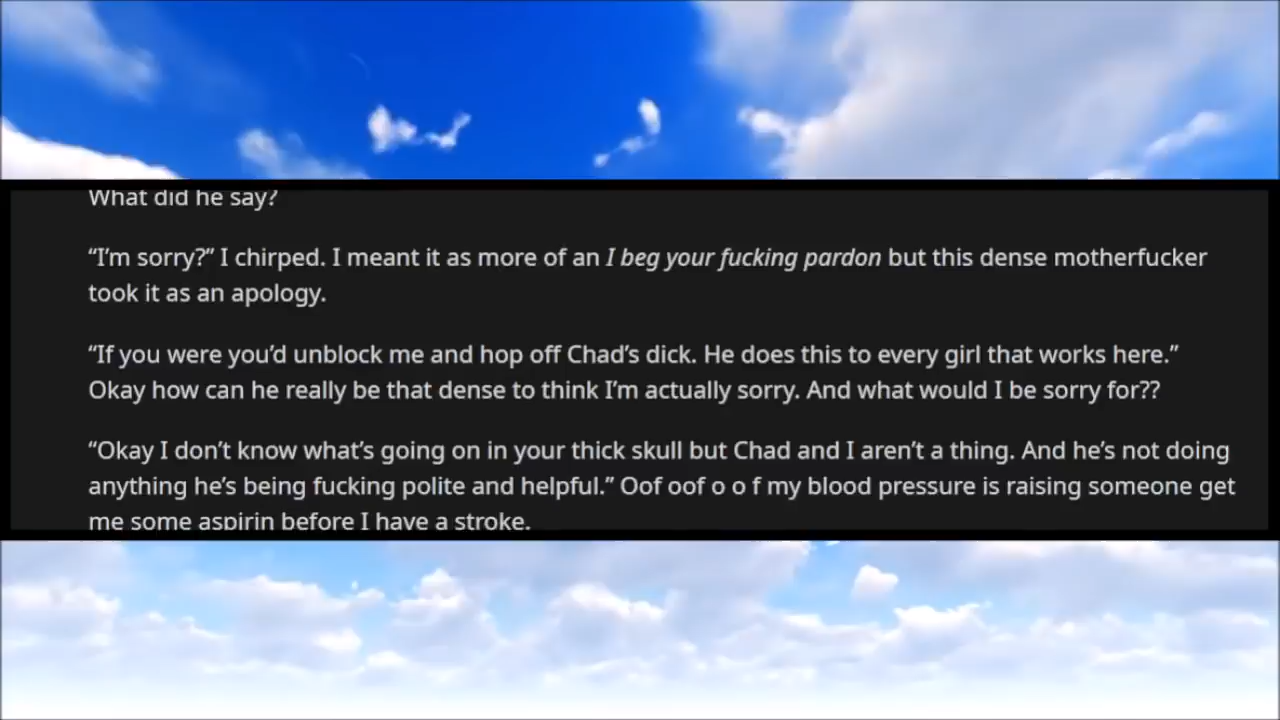 What did he say?
“I’m sorry?” I chirped. I meant it as more of an I beg your fucking pardon but this dense motherfucker
took it as an apology.
“If you were you’d unblock me and hop off Chad’s dick. He does this to every girl that works here.”
Okay how can he really be that dense to think I’m actually sorry. And what would I be sorry for??
“Okay I don’t know what’s going on in your thick skull but Chad and I aren’t a thing. And he’s not doing
anything he’s being fucking polite and helpful.” Oof oof o o f my blood pressure is raising someone get
me some aspirin before I have a stroke.